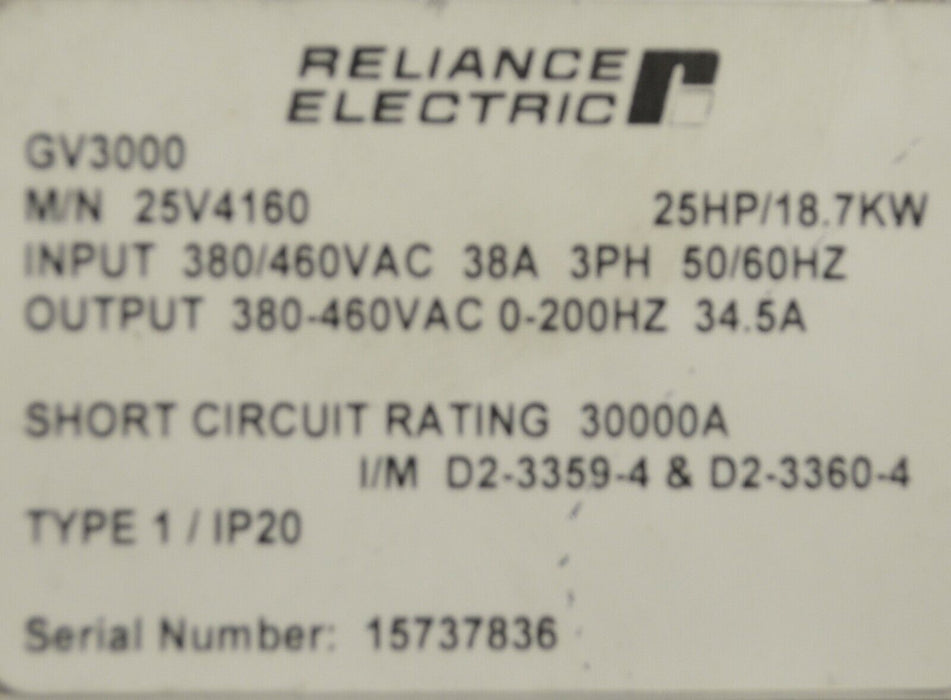 RELIANCE
ELECTRIC
GV3000
M/N 25V4160 25HP/18.7KW
INPUT 380/460VAC 38A 3PH 50/60HZ
OUTPUT 380-460VAC 0-200HZ 34.5A
SHORT CIRCUIT RATING 30000A
I/M D2-3359-4 & D2-3360-4
TYPE 1 / IP20
Serial Number: 15737836